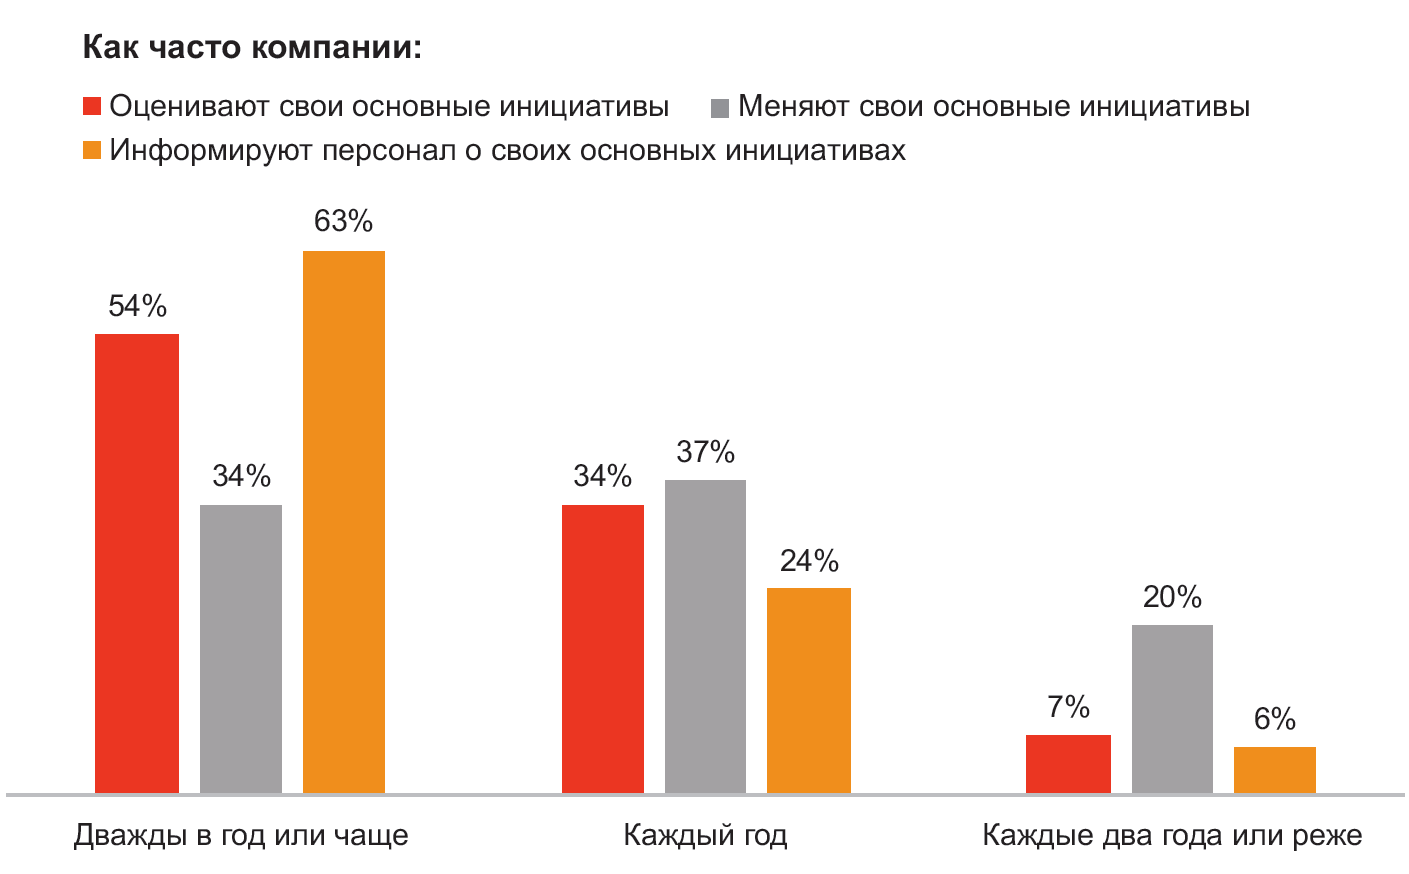 Как часто компании:
Оценивают свои основные инициативы
Меняют свои основные инициативы
Информируют персонал о своих основных инициативах
63%
54%
34%
34%
37%
24%
7%
20%
6%
Дважды в год или чаще
Каждый год
Каждые два года или реже